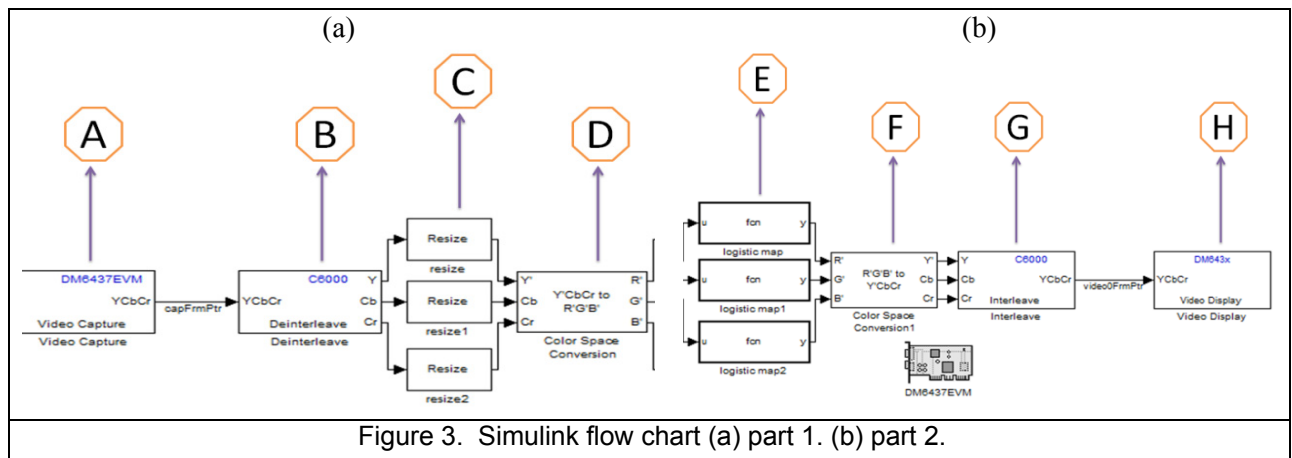 (a) (b)
A B C D E F G H
DM6437EVM
YCbCr
Video Capture
Video Capture
capFrmPtr
C6000
YCbCr
Y
Cb
Cr
Deinterleave
Deinterleave
Resize
resize
Resize
resize1
Resize
resize2
Y'
Cb
Cr
Y'CbCr to
R'G'B'
R'
G'
B'
Color Space
Conversion
u fcn y
logistic map
u fcn y
logistic map1
u fcn y
logistic map2
R'
G'
B'
R'G'B' to
Y'CbCr
Y'
Cb
Cr
Color Space
Conversion1
DM6437EVM
C6000
Y
Cb
Cr
YCbCr
Interleave
Interleave
video0FrmPtr
DM643x
YCbCr
Video Display
Video Display
Figure 3. Simulink flow chart (a) part 1. (b) part 2.